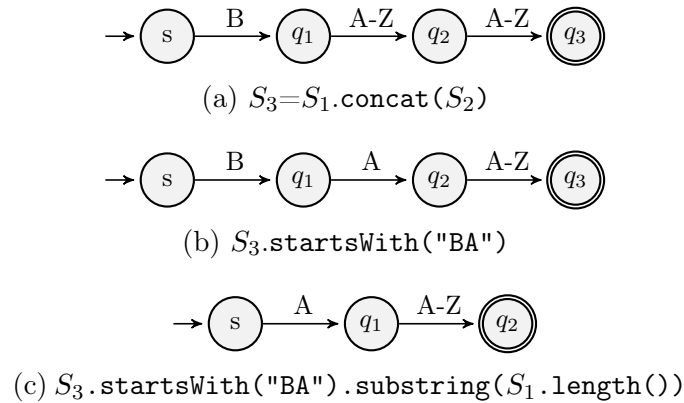 B A-Z A-Z
s q₁ q₂ q₃
(a) S₃=S₁.concat(S₂)
B A A-Z
s q₁ q₂ q₃
(b) S₃.startsWith("BA")
A A-Z
s q₁ q₂
(c) S₃.startsWith("BA").substring(S₁.length())